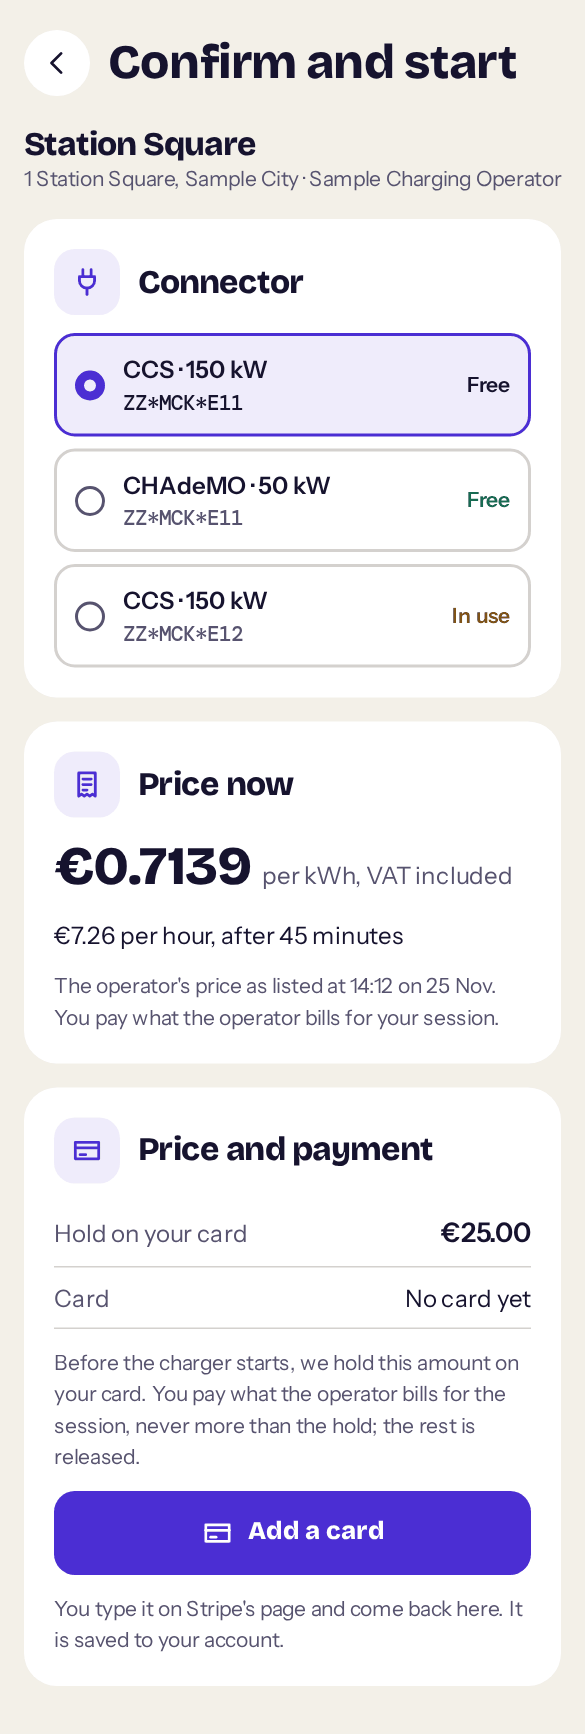 Confirm and start
Station Square
1 Station Square, Sample City · Sample Charging Operator
Connector
CCS · 150 kW
ZZ*MCK*E11
Free
CHAdeMO · 50 kW
ZZ*MCK*E11
Free
CCS · 150 kW
ZZ*MCK*E12
In use
Price now
€0.7139 per kWh, VAT included
€7.26 per hour, after 45 minutes
The operator's price as listed at 14:12 on 25 Nov.
You pay what the operator bills for your session.
Price and payment
Hold on your card €25.00
Card No card yet
Before the charger starts, we hold this amount on
your card. You pay what the operator bills for the
session, never more than the hold; the rest is
released.
Add a card
You type it on Stripe's page and come back here. It
is saved to your account.